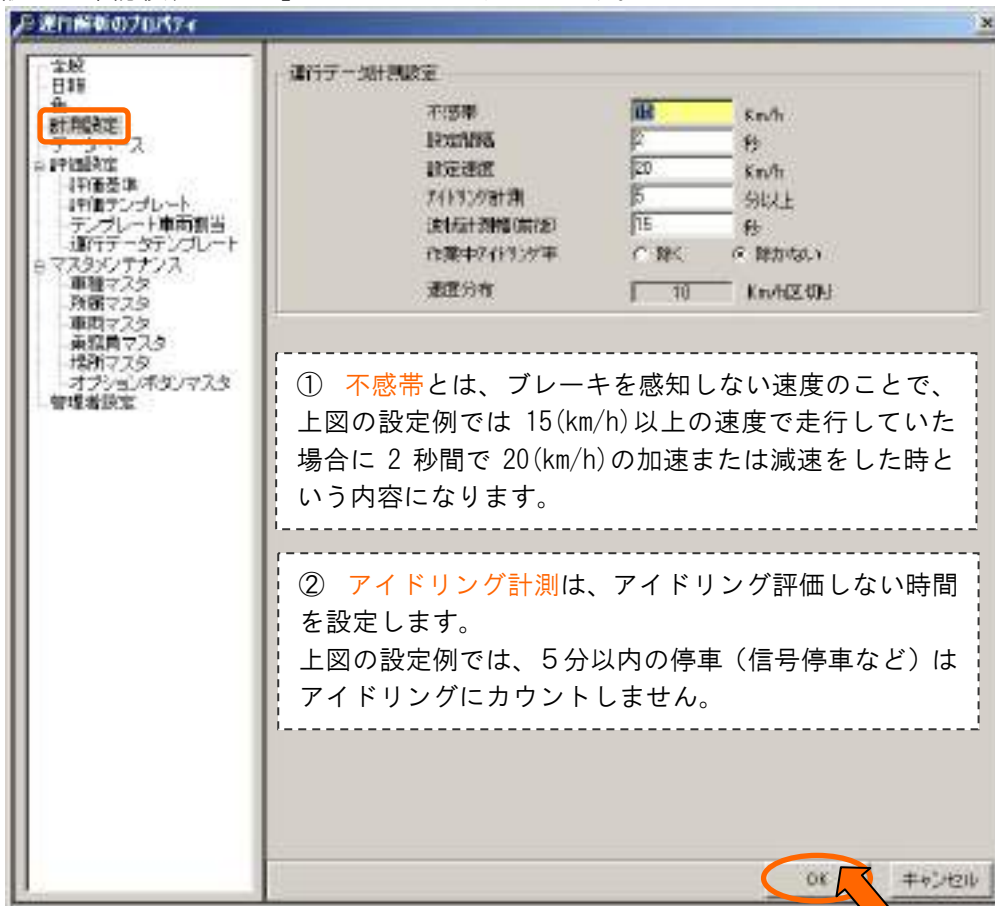 運行解析のプロパティ
全般
日報
計測設定
データベース
評価設定
評価基準
評価テンプレート
テンプレート車両割当
運行データテンプレート
マスタメンテナンス
車種マスタ
所属マスタ
車両マスタ
乗務員マスタ
場所マスタ
オプションボタンマスタ
管理者設定
運行データ計測設定
不感帯 Km/h
設定間隔 2 秒
設定速度 20 Km/h
アイドリング計測 5 分以上
波状計測幅(前後) 15 秒
作業中アイドリング率 除く 除かない
速度分布 10 Km/h区切り
① 不感帯とは、ブレーキを感知しない速度のことで、
上図の設定例では 15(km/h)以上の速度で走行していた
場合に 2 秒間で 20(km/h)の加速または減速をした時と
いう内容になります。
② アイドリング計測は、アイドリング評価しない時間
を設定します。
上図の設定例では、５分以内の停車（信号停車など）は
アイドリングにカウントしません。
OK キャンセル